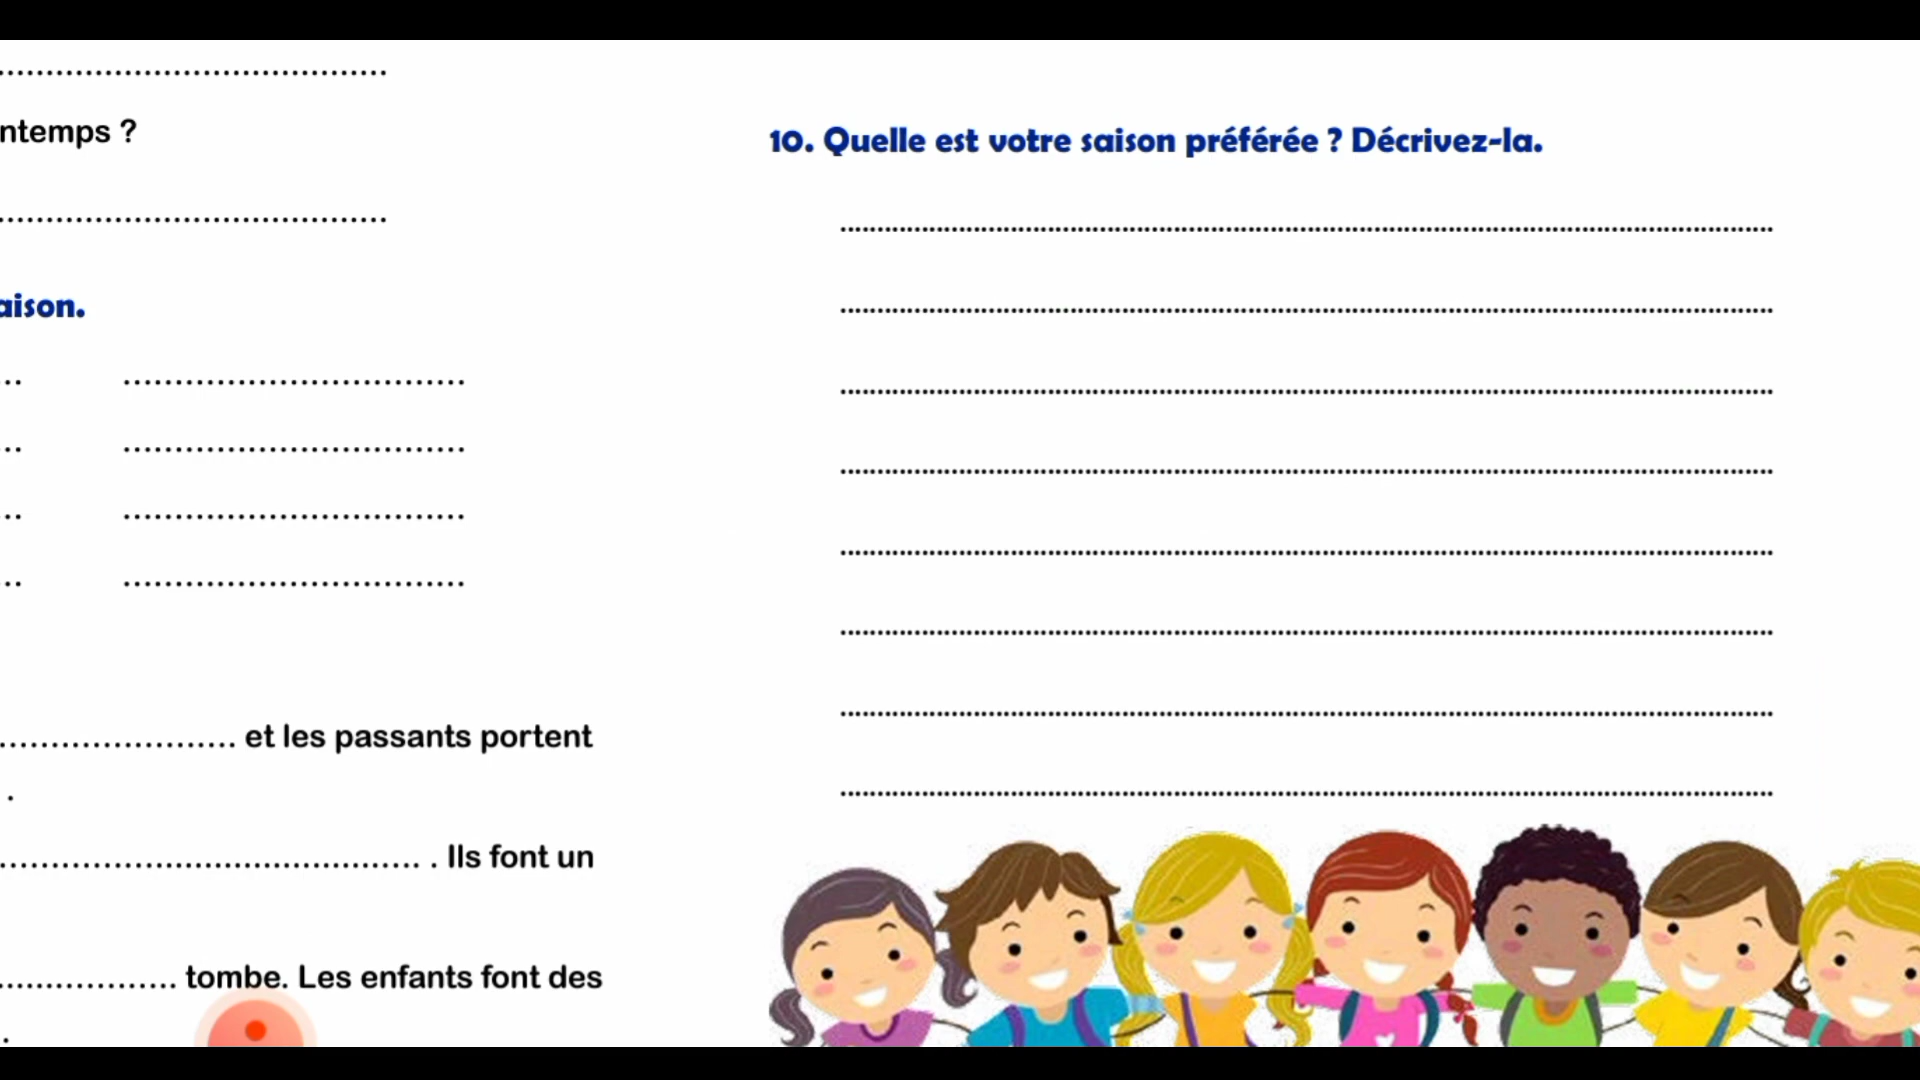 ntemps ?
aison.
et les passants portent
.
. Ils font un
tombe. Les enfants font des
.
10. Quelle est votre saison préférée ? Décrivez-la.